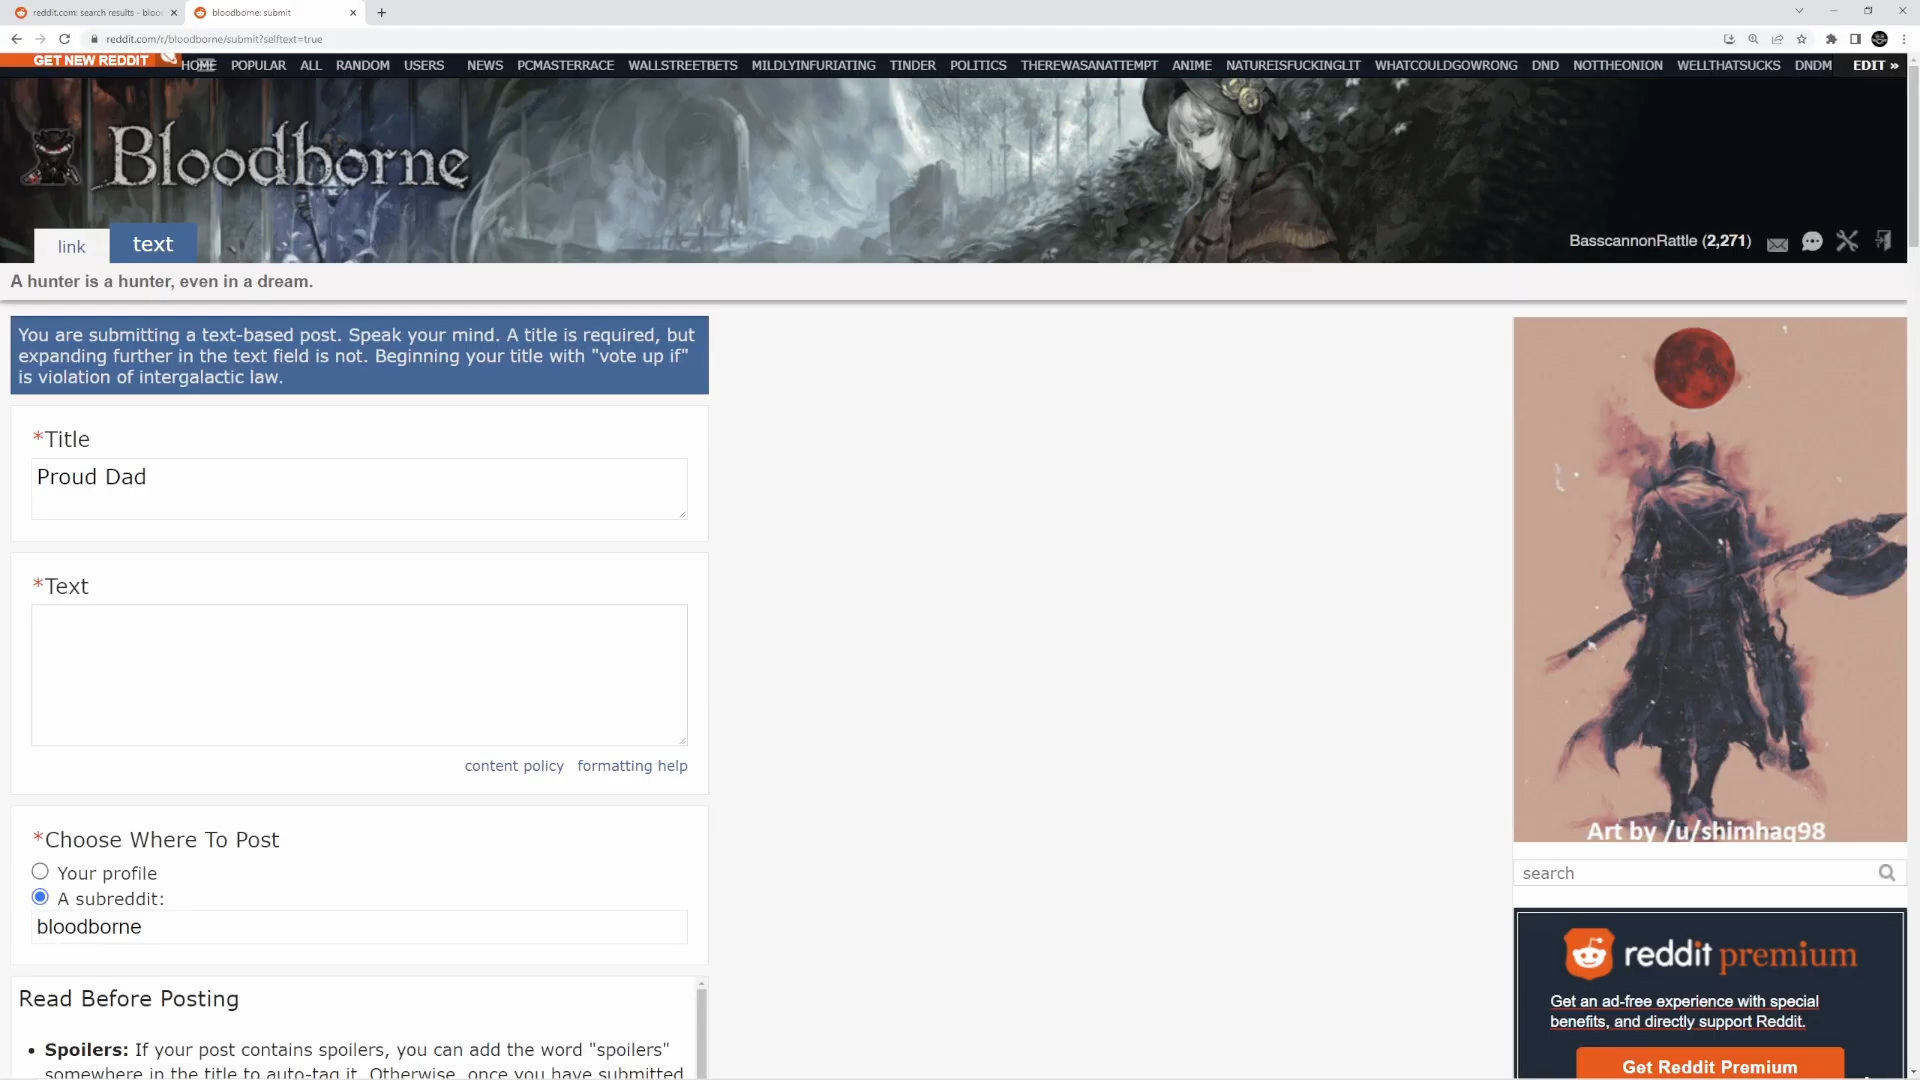 reddit.com: search results - bloo
bloodborne: submit
reddit.com/r/bloodborne/submit?selftext=true
GET NEW REDDIT
HOME POPULAR ALL RANDOM USERS NEWS PCMASTERRACE WALLSTREETBETS MILDLYINFURIATING TINDER POLITICS THEREWASANATTEMPT ANIME NATUREISFUCKINGLIT WHATCOULDGOWRONG DND NOTTHEONION WELLTHATSUCKS DNDM EDIT »
Bloodborne
link text
BasscannonRattle (2,271)
A hunter is a hunter, even in a dream.
You are submitting a text-based post. Speak your mind. A title is required, but
expanding further in the text field is not. Beginning your title with "vote up if"
is violation of intergalactic law.
*Title
Proud Dad
*Text
content policy formatting help
*Choose Where To Post
Your profile
A subreddit:
bloodborne
Read Before Posting
• Spoilers: If your post contains spoilers, you can add the word "spoilers"
somewhere in the title to auto-tag it. Otherwise, once you have submitted
Art by /u/shimhaq98
search
reddit premium
Get an ad-free experience with special
benefits, and directly support Reddit.
Get Reddit Premium